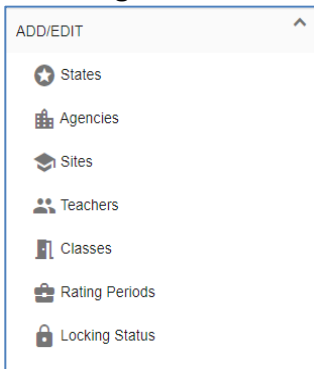 ADD/EDIT
States
Agencies
Sites
Teachers
Classes
Rating Periods
Locking Status